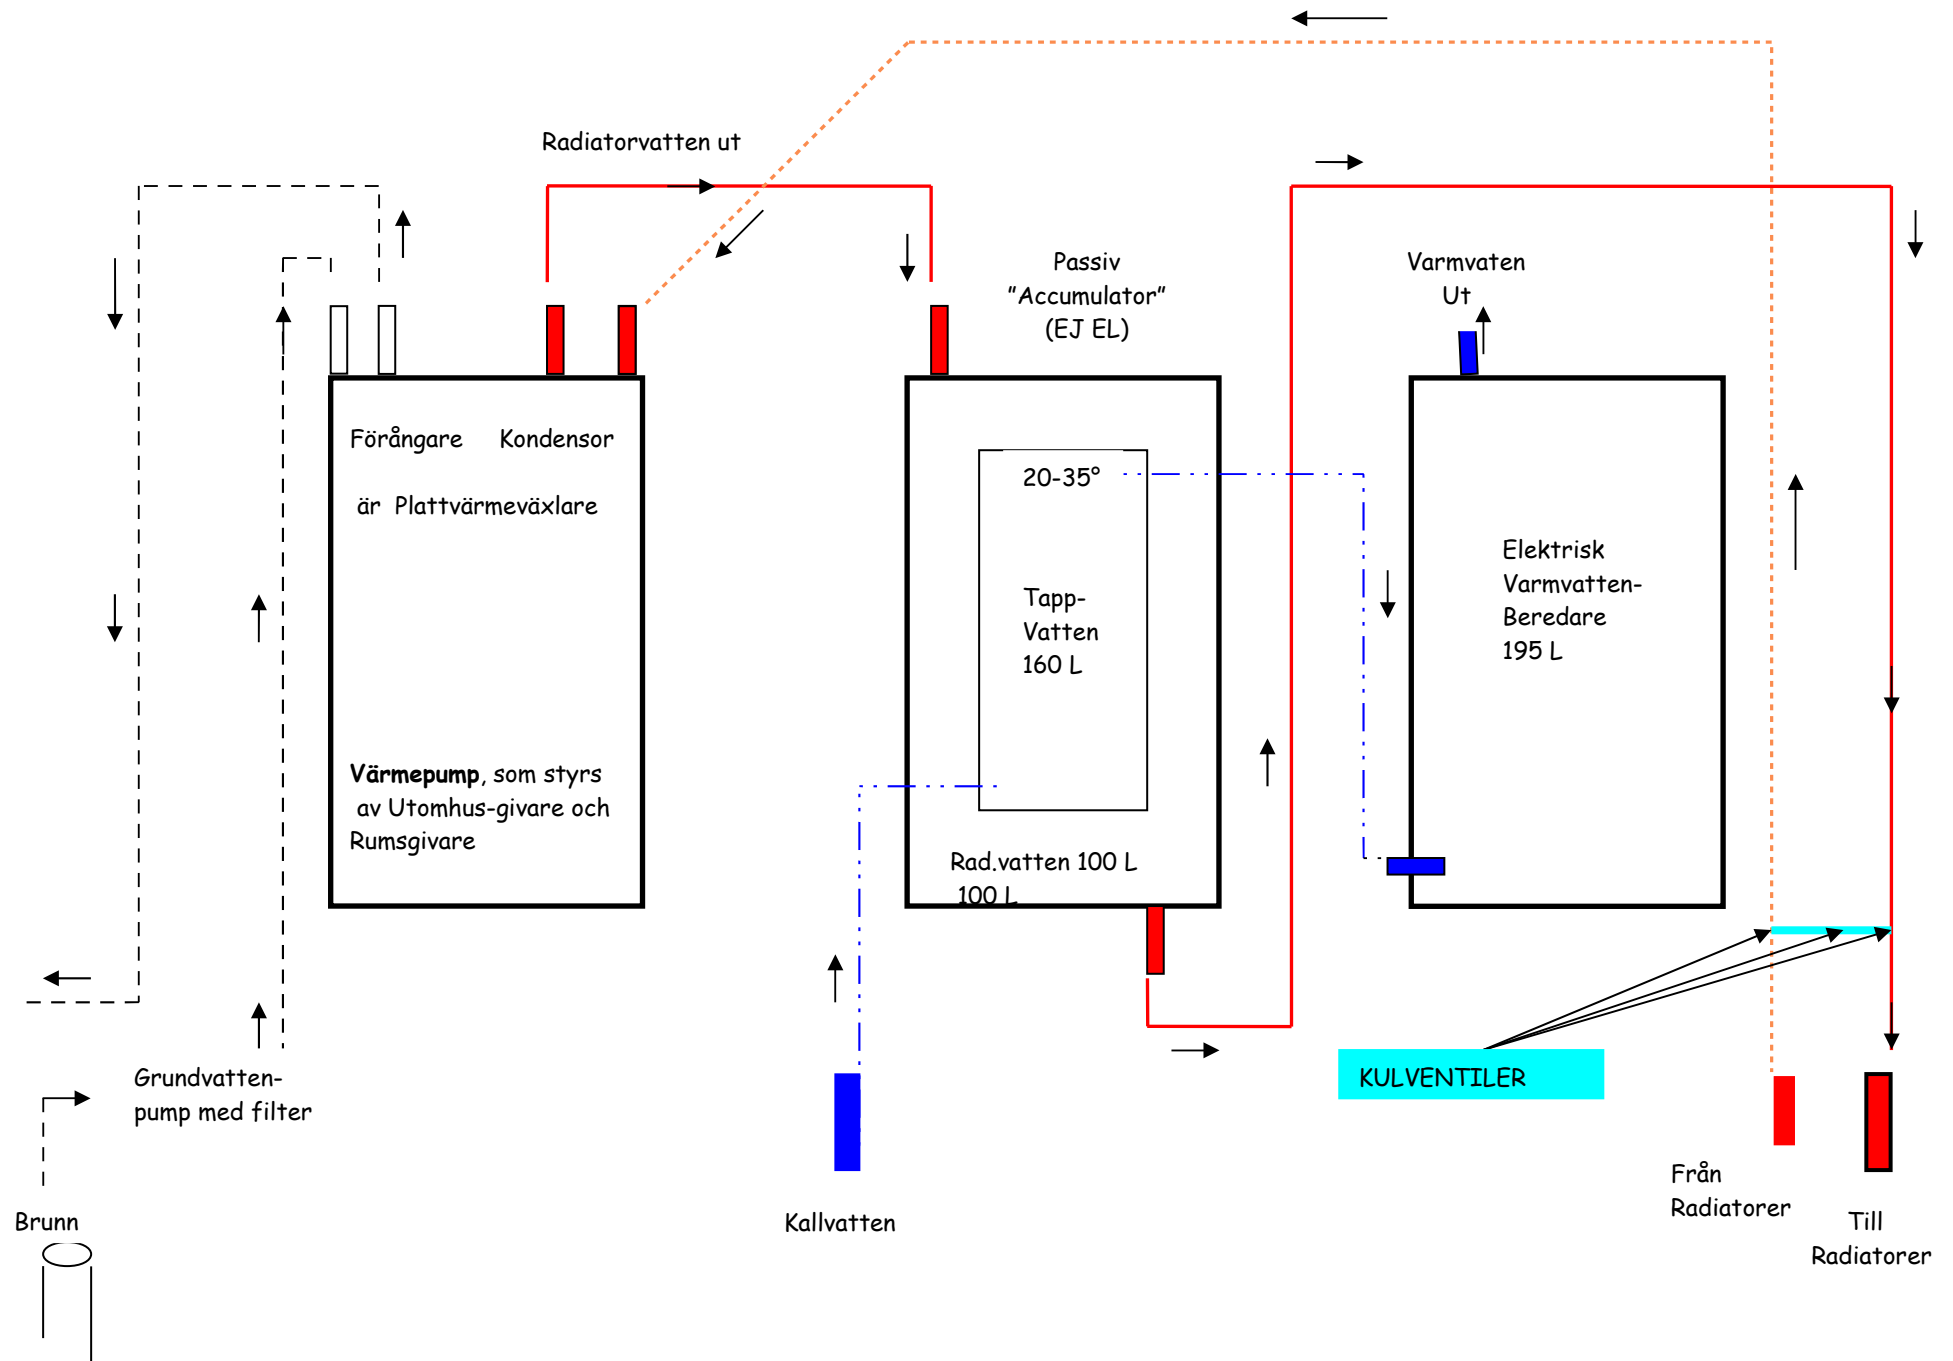 Radiatorvatten ut
Passiv
”Accumulator”
(EJ EL)
Varmvaten
Ut
Förångare Kondensor
är Plattvärmeväxlare
Värmepump, som styrs
av Utomhus-givare och
Rumsgivare
20-35°
Tapp-
Vatten
160 L
Rad.vatten 100 L
100 L
Elektrisk
Varmvatten-
Beredare
195 L
Grundvatten-
pump med filter
Brunn
Kallvatten
KULVENTILER
Från
Radiatorer
Till
Radiatorer